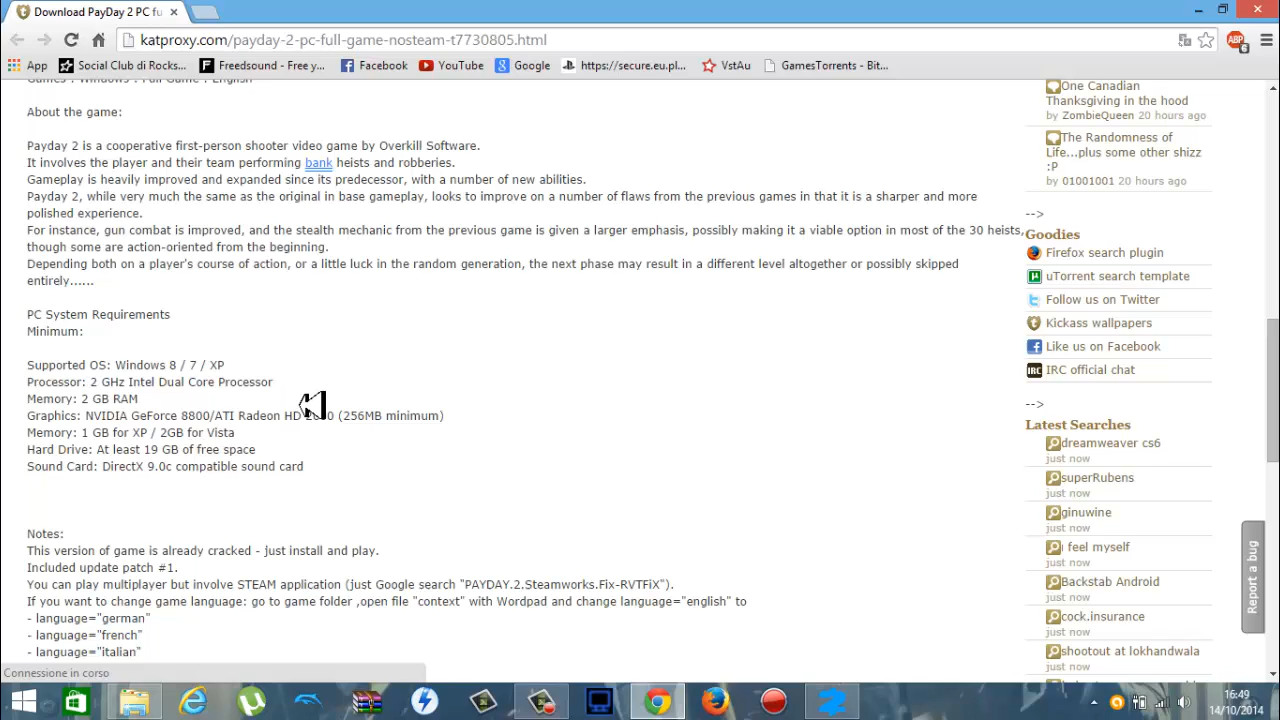 Download PayDay 2 PC fu
katproxy.com/payday-2-pc-full-game-nosteam-t7730805.html
ABP
6
App
Social Club di Rocks...
Freedsound - Free y...
Facebook
YouTube
Google
https://secure.eu.pl...
VstAu
GamesTorrents - Bit...
Games : Windows : Full Game : English
About the game:
Payday 2 is a cooperative first-person shooter video game by Overkill Software.
It involves the player and their team performing bank heists and robberies.
Gameplay is heavily improved and expanded since its predecessor, with a number of new abilities.
Payday 2, while very much the same as the original in base gameplay, looks to improve on a number of flaws from the previous games in that it is a sharper and more
polished experience.
For instance, gun combat is improved, and the stealth mechanic from the previous game is given a larger emphasis, possibly making it a viable option in most of the 30 heists,
though some are action-oriented from the beginning.
Depending both on a player's course of action, or a little luck in the random generation, the next phase may result in a different level altogether or possibly skipped
entirely......
PC System Requirements
Minimum:
Supported OS: Windows 8 / 7 / XP
Processor: 2 GHz Intel Dual Core Processor
Memory: 2 GB RAM
Graphics: NVIDIA GeForce 8800/ATI Radeon HD (256MB minimum)
Memory: 1 GB for XP / 2GB for Vista
Hard Drive: At least 19 GB of free space
Sound Card: DirectX 9.0c compatible sound card
Notes:
This version of game is already cracked - just install and play.
Included update patch #1.
You can play multiplayer but involve STEAM application (just Google search "PAYDAY.2.Steamworks.Fix-RVTFiX").
If you want to change game language: go to game folder ,open file "context" with Wordpad and change language="english" to
- language="german"
- language="french"
- language="italian"
Connessione in corso
One Canadian
Thanksgiving in the hood
by ZombieQueen 20 hours ago
The Randomness of
Life...plus some other shizz
:P
by 01001001 20 hours ago
-->
Goodies
Firefox search plugin
uTorrent search template
Follow us on Twitter
Kickass wallpapers
Like us on Facebook
IRC
IRC official chat
-->
Latest Searches
dreamweaver cs6
just now
superRubens
just now
ginuwine
just now
i feel myself
just now
Backstab Android
just now
cock.insurance
just now
shootout at lokhandwala
just now
Report a bug
16:49
14/10/2014